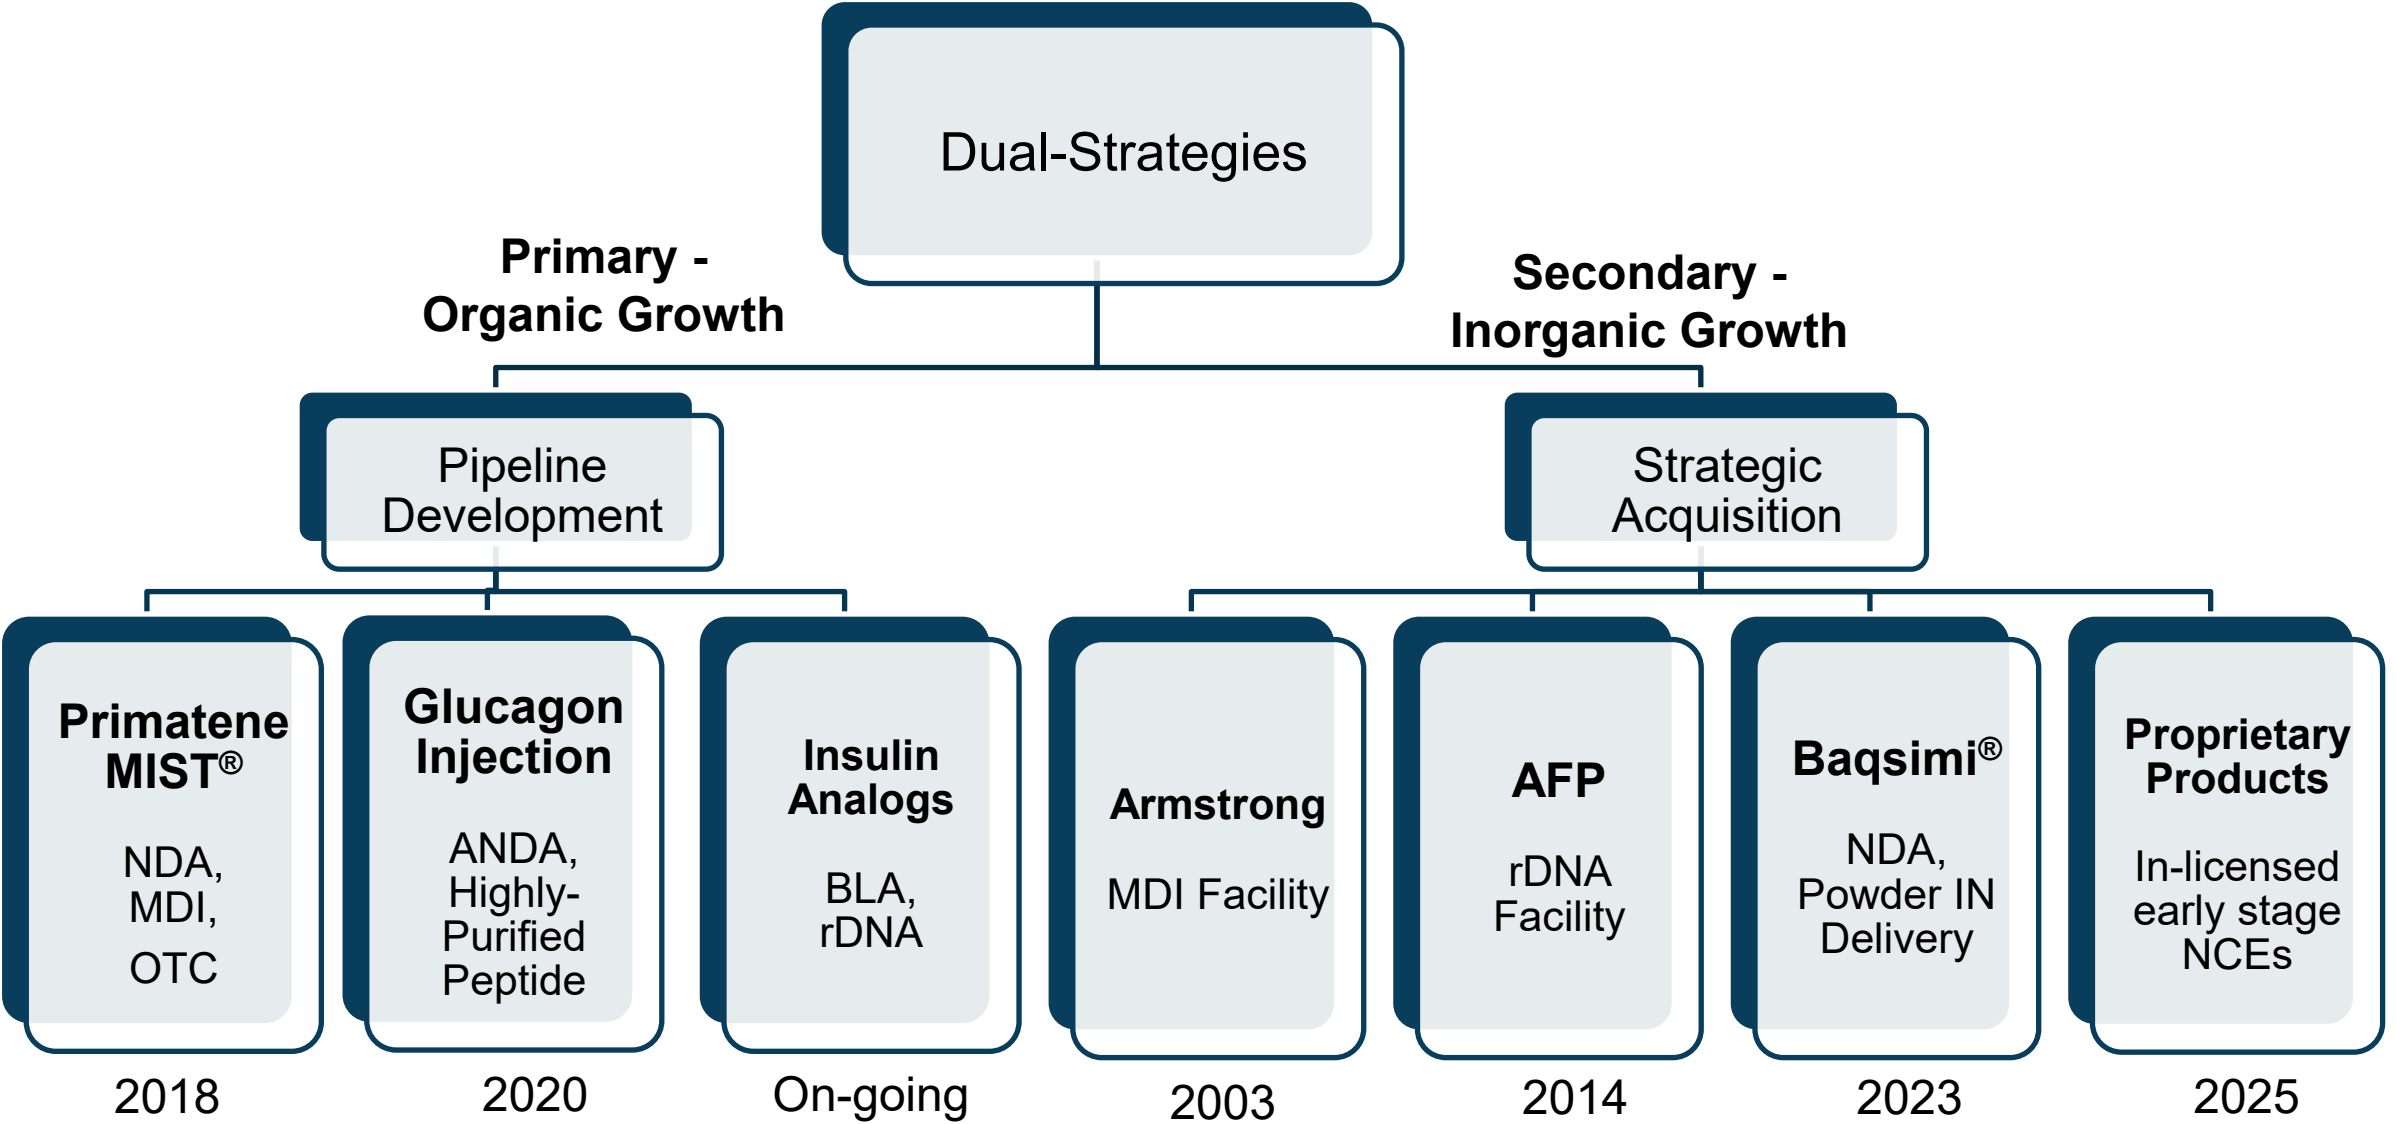 Dual-Strategies
Primary -
Organic Growth
Secondary -
Inorganic Growth
Pipeline
Development
Strategic
Acquisition
Primatene
MIST®
NDA,
MDI,
OTC
2018
Glucagon
Injection
ANDA,
Highly-
Purified
Peptide
2020
Insulin
Analogs
BLA,
rDNA
On-going
Armstrong
MDI Facility
2003
AFP
rDNA
Facility
2014
Baqsimi®
NDA,
Powder IN
Delivery
2023
Proprietary
Products
In-licensed
early stage
NCEs
2025